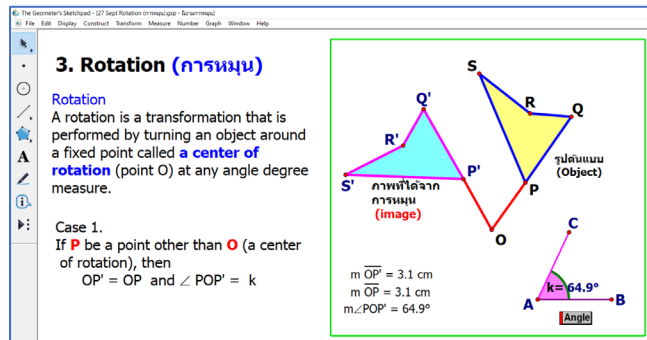 The Geometer's Sketchpad - [27 Sept Rotation (การหมุน).gsp - ใบงานการหมุน]
File Edit Display Construct Transform Measure Number Graph Window Help
3. Rotation (การหมุน)
Rotation
A rotation is a transformation that is
performed by turning an object around
a fixed point called a center of
rotation (point O) at any angle degree
measure.
Case 1.
If P be a point other than O (a center
of rotation), then
OP' = OP and ∠ POP' = k
S
R
Q
Q'
R'
S'
P'
P
รูปต้นแบบ
(Object)
ภาพที่ได้จาก
การหมุน
(image)
O
C
m OP' = 3.1 cm
m OP = 3.1 cm
m∠POP' = 64.9°
k= 64.9°
A
B
Angle
A